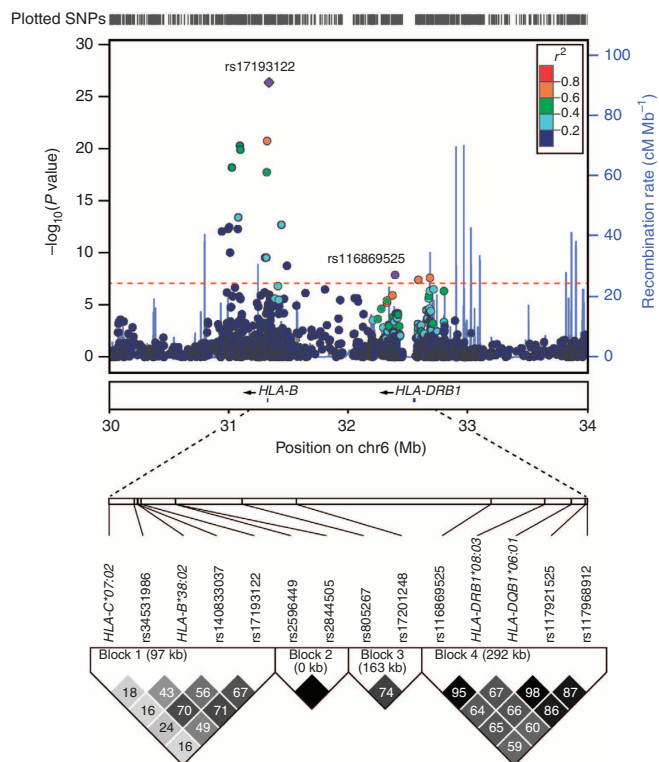 Plotted SNPs
30
25
20
15
10
5
0
−log10(P value)
rs17193122
rs116869525
r2
0.8
0.6
0.4
0.2
100
80
60
40
20
0
Recombination rate (cM Mb−1)
HLA-B
HLA-DRB1
30 31 32 33 34
Position on chr6 (Mb)
HLA-C*07:02
rs34531986
HLA-B*38:02
rs140833037
rs17193122
rs2596449
rs2844505
rs805267
rs17201248
rs116869525
HLA-DRB1*08:03
HLA-DQB1*06:01
rs117921525
rs117968912
Block 1 (97 kb)
Block 2
(0 kb)
Block 3
(163 kb)
Block 4 (292 kb)
18 43 56 67
16 70 71
24 49
16
74
95 67 98 87
64 66 86
65 60
59